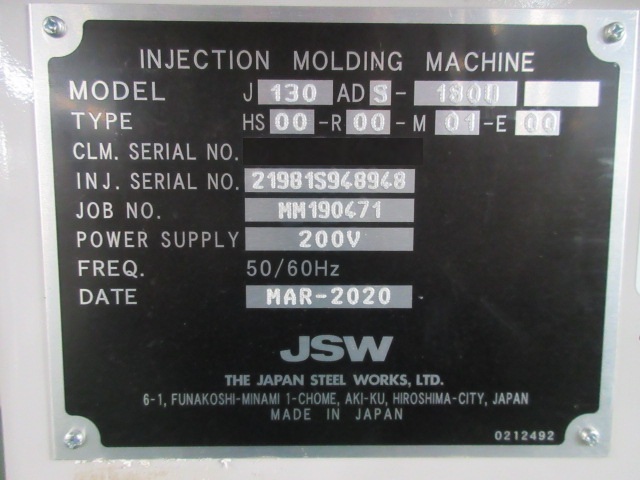 INJECTION MOLDING MACHINE
MODEL J 130 ADS - 180U
TYPE HS 00 - R 00 - M 01 - E 00
CLM. SERIAL NO.
INJ. SERIAL NO. 21981S948948
JOB NO. MM190471
POWER SUPPLY 200V
FREQ. 50/60Hz
DATE MAR-2020
JSW
THE JAPAN STEEL WORKS, LTD.
6-1, FUNAKOSHI-MINAMI 1-CHOME, AKI-KU, HIROSHIMA-CITY, JAPAN
MADE IN JAPAN
0212492